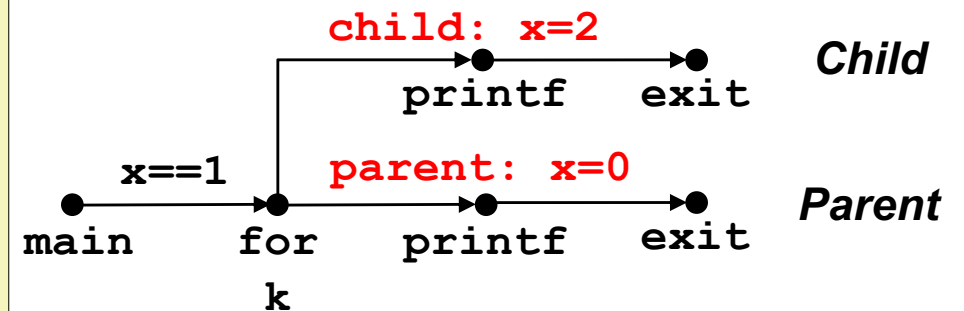 child: x=2
Child
printf exit
x==1
parent: x=0
Parent
main for printf exit
k